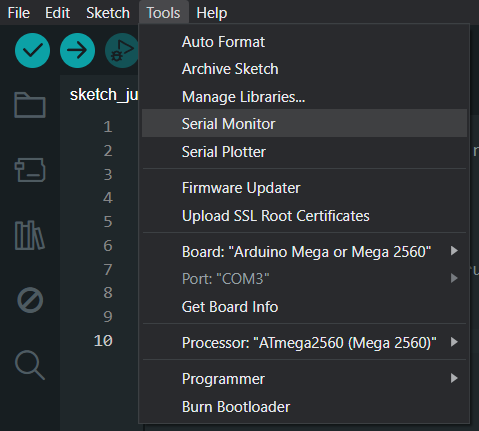 File Edit Sketch Tools Help
Auto Format
Archive Sketch
Manage Libraries...
sketch_ju
Serial Monitor
Serial Plotter
Firmware Updater
Upload SSL Root Certificates
Board: "Arduino Mega or Mega 2560"
Port: "COM3"
Get Board Info
Processor: "ATmega2560 (Mega 2560)"
Programmer
Burn Bootloader
1
2
3
4
5
6
7
8
9
10